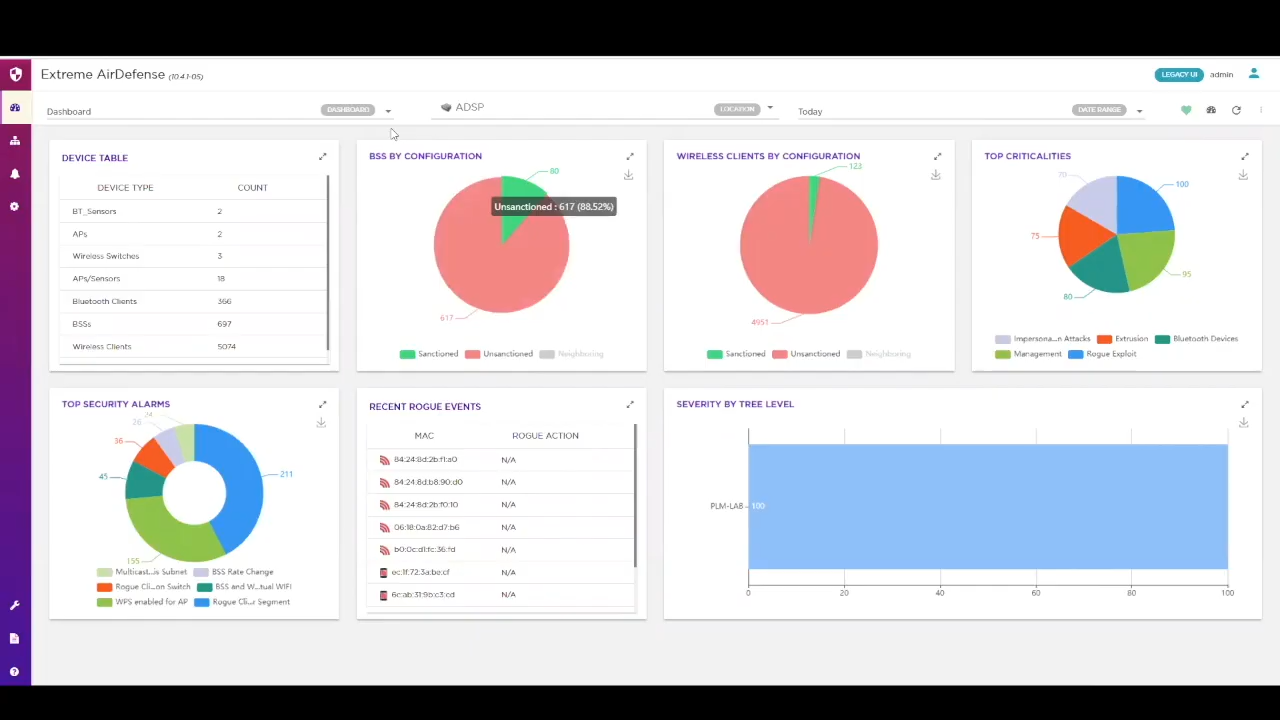 Extreme AirDefense (10.4.1-05)
LEGACY UI admin
Dashboard DASHBOARD
ADSP LOCATION
Today DATE RANGE
DEVICE TABLE
DEVICE TYPE COUNT
BT_Sensors 2
APs 2
Wireless Switches 3
APs/Sensors 18
Bluetooth Clients 366
BSSs 697
Wireless Clients 5074
BSS BY CONFIGURATION
80
Unsanctioned : 617 (88.52%)
617
Sanctioned Unsanctioned Neighboring
WIRELESS CLIENTS BY CONFIGURATION
123
4951
Sanctioned Unsanctioned Neighboring
TOP CRITICALITIES
70
100
75
95
80
Impersona...n Attacks Extrusion Bluetooth Devices
Management Rogue Exploit
TOP SECURITY ALARMS
24
26
36
211
45
155
Multicast...is Subnet BSS Rate Change
Rogue Cli...on Switch BSS and W...tual WIFI
WPS enabled for AP Rogue Cli...r Segment
RECENT ROGUE EVENTS
MAC ROGUE ACTION
84:24:8d:2b:f1:a0 N/A
84:24:8d:b8:90:d0 N/A
84:24:8d:2b:f0:10 N/A
06:18:0a:82:d7:b6 N/A
b0:0c:d1:fc:36:fd N/A
ec:1f:72:3a:be:cf N/A
6c:ab:31:9b:c3:cd N/A
SEVERITY BY TREE LEVEL
PLM-LAB 100
0 20 40 60 80 100